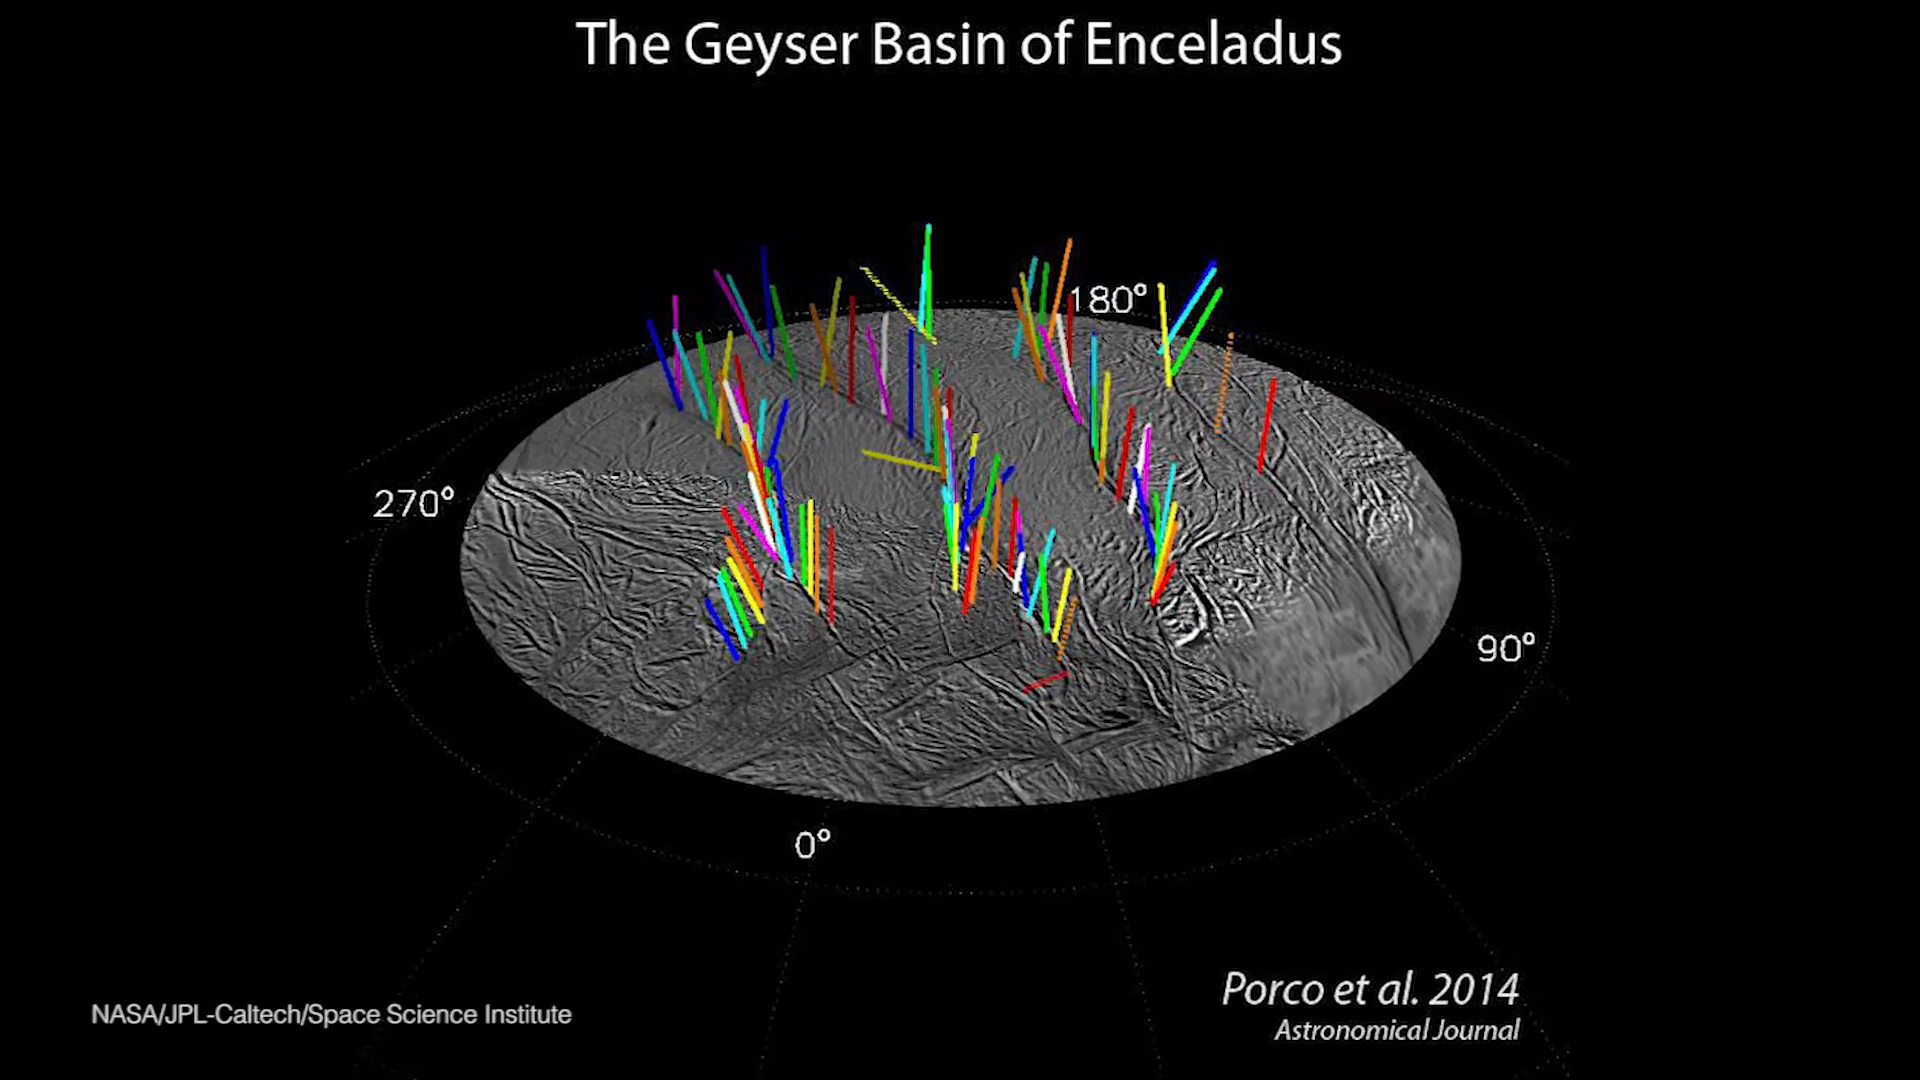 The Geyser Basin of Enceladus
180°
270°
90°
0°
Porco et al. 2014
NASA/JPL-Caltech/Space Science Institute
Astronomical Journal